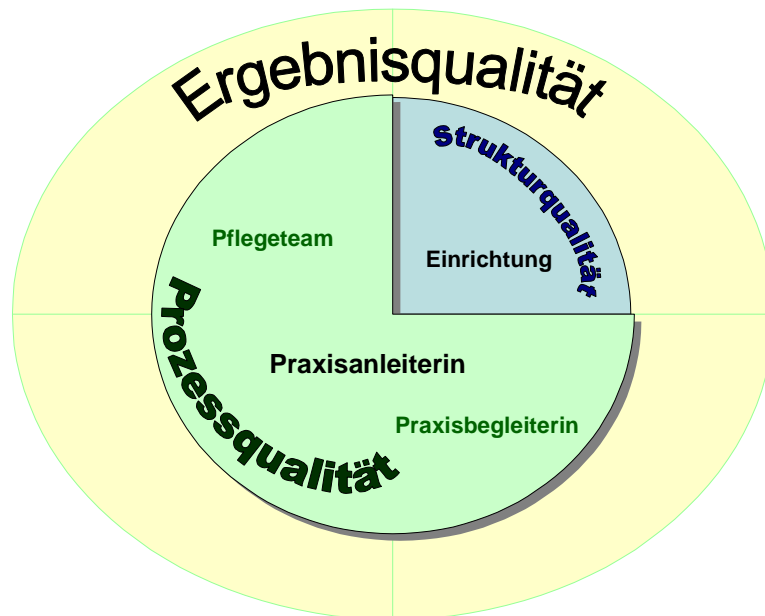 Ergebnisqualität
Strukturqualität
Pflegeteam
Einrichtung
Prozessqualität
Praxisanleiterin
Praxisbegleiterin